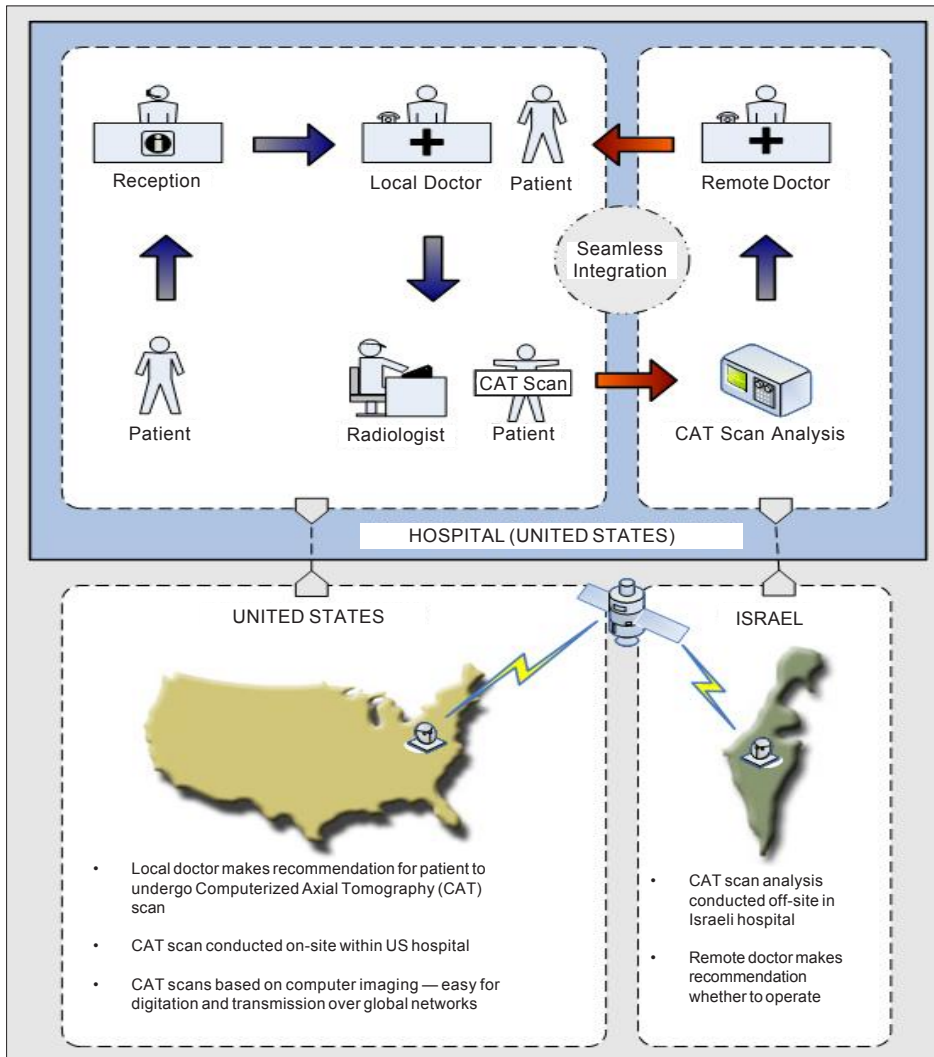 Reception
Local Doctor
Patient
Remote Doctor
Seamless
Integration
Patient
Radiologist
CAT Scan
Patient
CAT Scan Analysis
HOSPITAL (UNITED STATES)
UNITED STATES
• Local doctor makes recommendation for patient to
undergo Computerized Axial Tomography (CAT)
scan
• CAT scan conducted on-site within US hospital
• CAT scans based on computer imaging — easy for
digitation and transmission over global networks
ISRAEL
• CAT scan analysis
conducted off-site in
Israeli hospital
• Remote doctor makes
recommendation
whether to operate